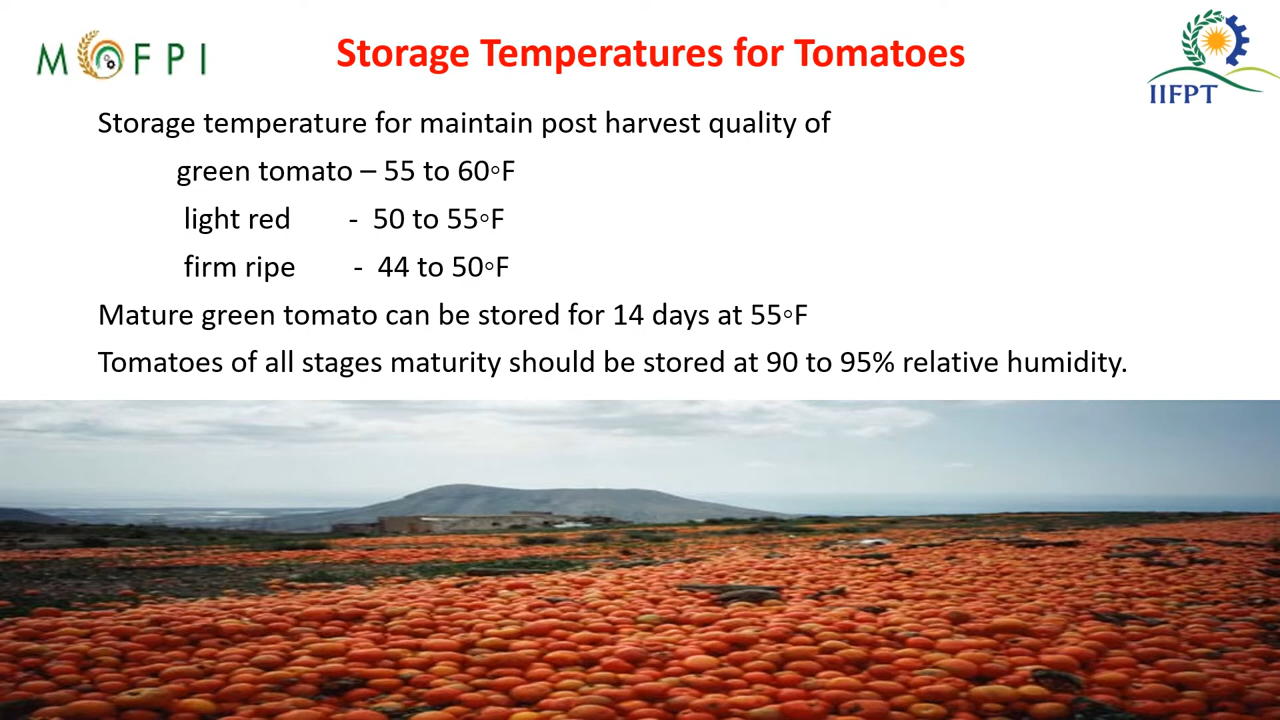 MOFPI
Storage Temperatures for Tomatoes
IIFPT
Storage temperature for maintain post harvest quality of
green tomato – 55 to 60◦F
light red - 50 to 55◦F
firm ripe - 44 to 50◦F
Mature green tomato can be stored for 14 days at 55◦F
Tomatoes of all stages maturity should be stored at 90 to 95% relative humidity.